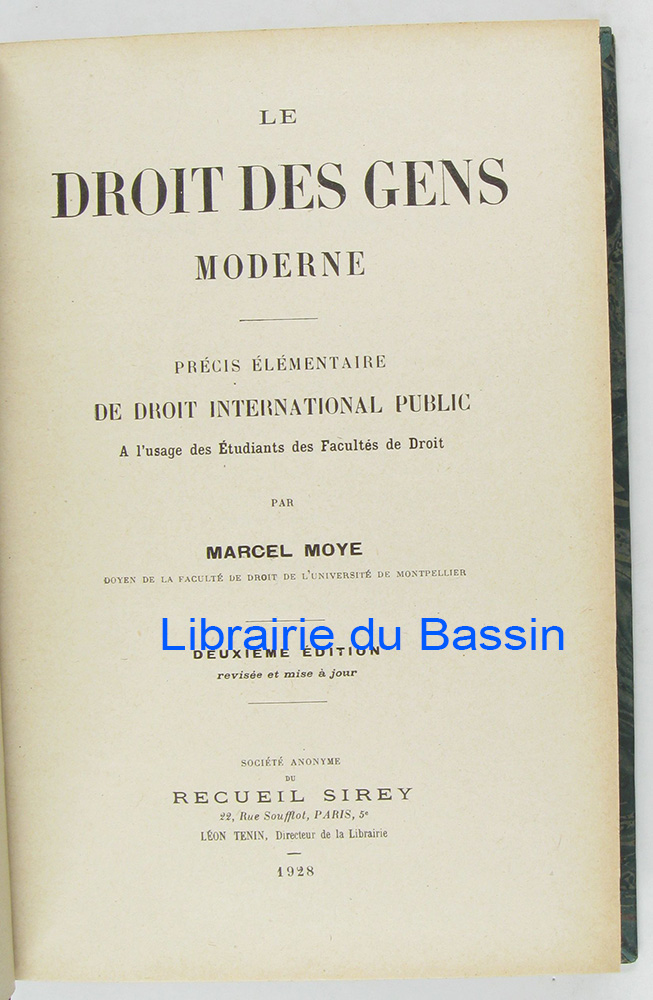 LE
DROIT DES GENS
MODERNE
PRÉCIS ÉLÉMENTAIRE
DE DROIT INTERNATIONAL PUBLIC
A l'usage des Étudiants des Facultés de Droit
PAR
MARCEL MOYE
DOYEN DE LA FACULTÉ DE DROIT DE L'UNIVERSITÉ DE MONTPELLIER
Librairie du Bassin
DEUXIÈME ÉDITION
revisée et mise à jour
SOCIÉTÉ ANONYME
DU
RECUEIL SIREY
22, Rue Soufflot, PARIS, 5e
LÉON TENIN, Directeur de la Librairie
1928